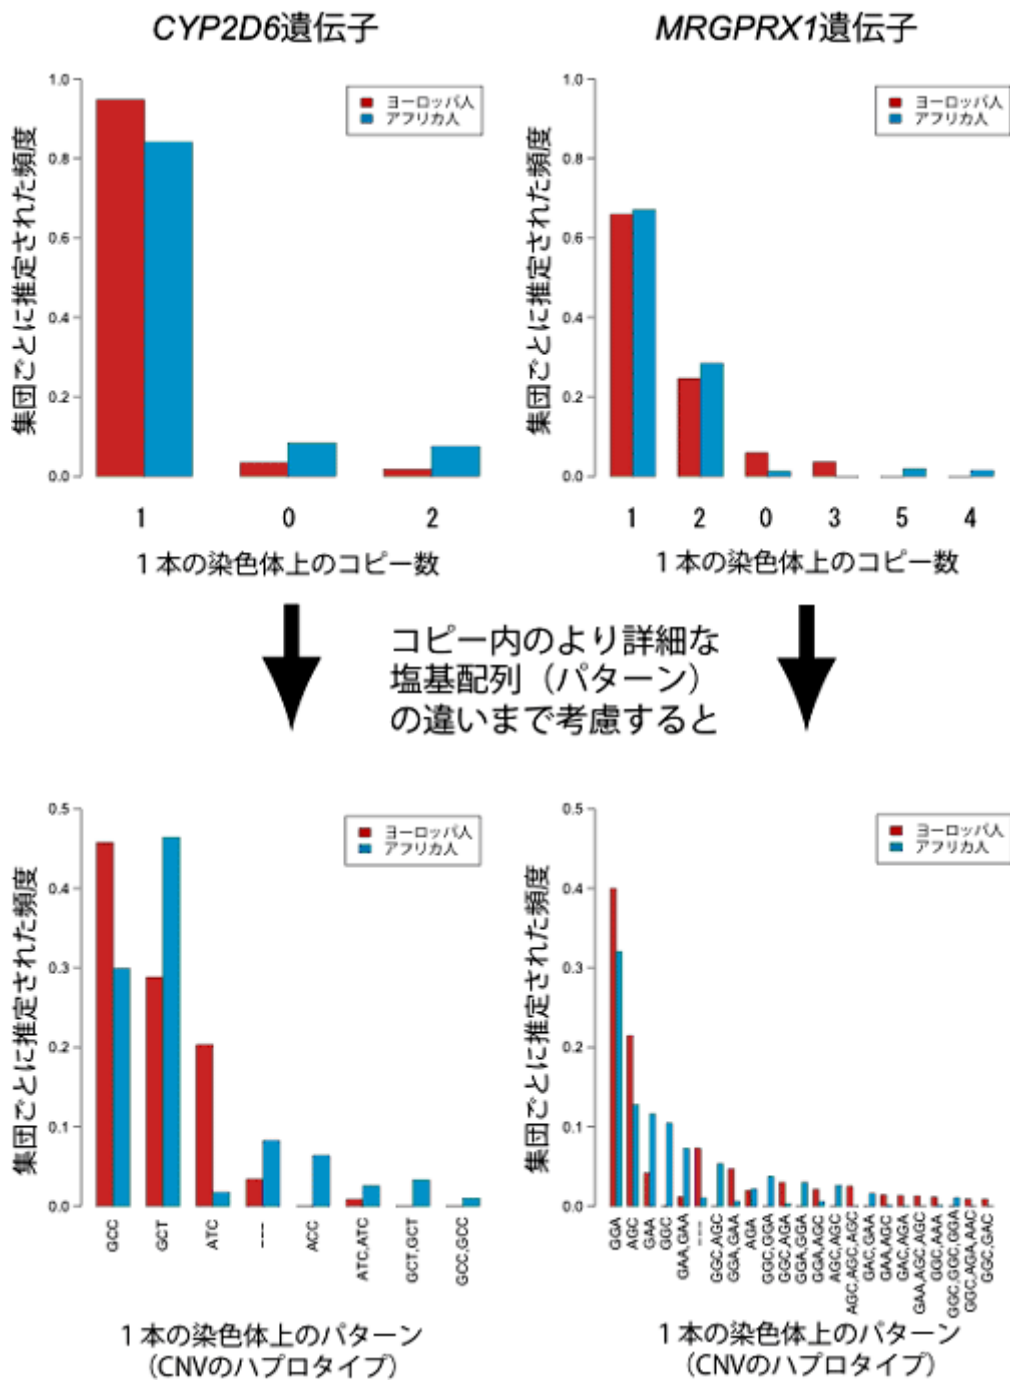 CYP2D6遺伝子
MRGPRX1遺伝子
集団ごとに推定された頻度
1.0
0.8
0.6
0.4
0.2
0.0
ヨーロッパ人
アフリカ人
1 0 2
1本の染色体上のコピー数
集団ごとに推定された頻度
1.0
0.8
0.6
0.4
0.2
0.0
ヨーロッパ人
アフリカ人
1 2 0 3 5 4
1本の染色体上のコピー数
コピー内のより詳細な
塩基配列（パターン）
の違いまで考慮すると
集団ごとに推定された頻度
0.5
0.4
0.3
0.2
0.1
0.0
ヨーロッパ人
アフリカ人
GCC
GCT
ATC
---
ACC
ATC,ATC
GCT,GCT
GCC,GCC
1本の染色体上のパターン
（CNVのハプロタイプ）
集団ごとに推定された頻度
0.5
0.4
0.3
0.2
0.1
0.0
ヨーロッパ人
アフリカ人
GGA
AGC
GAA
GGC
GAA,GAA
---
GGC,AGC
GGA,GAA
AGA
GGC,GGA
GGC,AGA
GGA,GGA
GGA,AGC
AGC,AGC
AGC,AGC,AGC
GAC,GAA
GAA,AGC
GAC,AGA
GAA,AGC,AGC
GGC,AAA
GGC,GGC,GGA
GGC,AGA,AAC
GGC,GAC
1本の染色体上のパターン
（CNVのハプロタイプ）